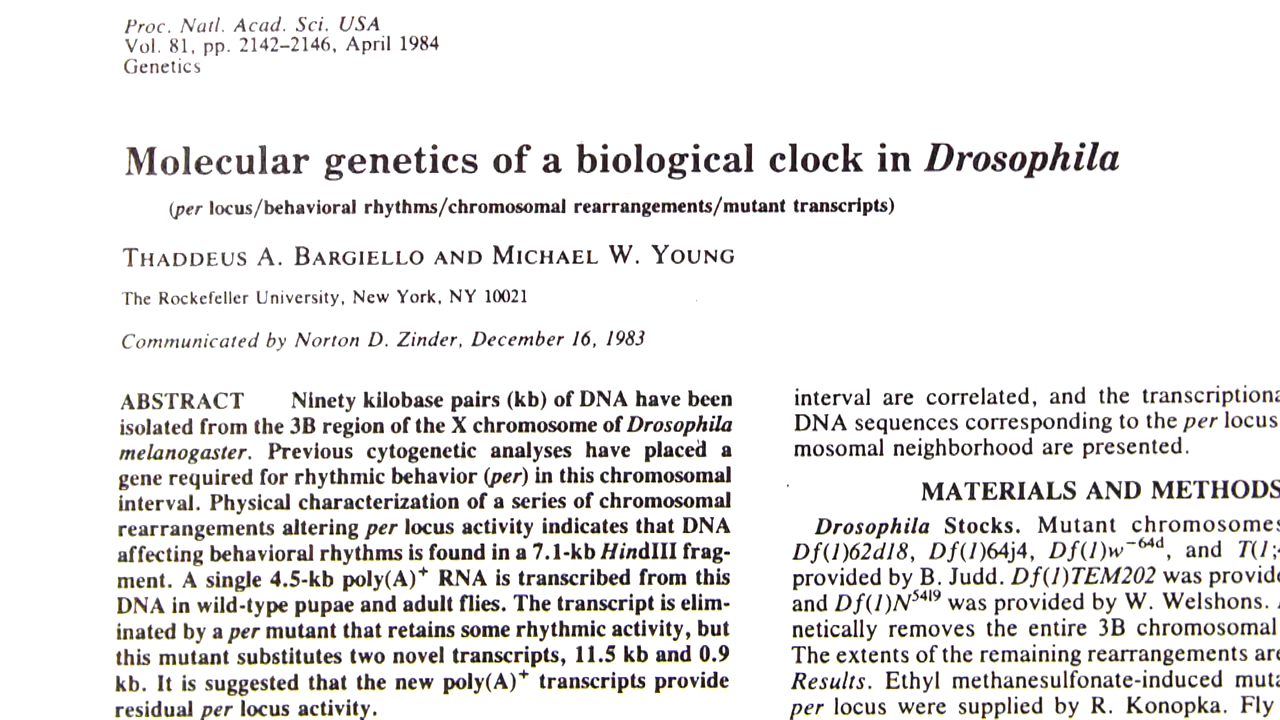 Proc. Natl. Acad. Sci. USA
Vol. 81, pp. 2142–2146, April 1984
Genetics
Molecular genetics of a biological clock in Drosophila
(per locus/behavioral rhythms/chromosomal rearrangements/mutant transcripts)
THADDEUS A. BARGIELLO AND MICHAEL W. YOUNG
The Rockefeller University, New York, NY 10021
Communicated by Norton D. Zinder, December 16, 1983
ABSTRACT Ninety kilobase pairs (kb) of DNA have been
isolated from the 3B region of the X chromosome of Drosophila
melanogaster. Previous cytogenetic analyses have placed a
gene required for rhythmic behavior (per) in this chromosomal
interval. Physical characterization of a series of chromosomal
rearrangements altering per locus activity indicates that DNA
affecting behavioral rhythms is found in a 7.1-kb HindIII frag-
ment. A single 4.5-kb poly(A)⁺ RNA is transcribed from this
DNA in wild-type pupae and adult flies. The transcript is elim-
inated by a per mutant that retains some rhythmic activity, but
this mutant substitutes two novel transcripts, 11.5 kb and 0.9
kb. It is suggested that the new poly(A)⁺ transcripts provide
residual per locus activity.
interval are correlated, and the transcriptiona
DNA sequences corresponding to the per locus
mosomal neighborhood are presented.
MATERIALS AND METHODS
Drosophila Stocks. Mutant chromosomes
Df(1)62d18, Df(1)64j4, Df(1)w⁻⁶⁴ᵈ, and T(1;
provided by B. Judd. Df(1)TEM202 was provide
and Df(1)N⁵⁴¹⁹ was provided by W. Welshons.
netically removes the entire 3B chromosomal
The extents of the remaining rearrangements are
Results. Ethyl methanesulfonate-induced muta
per locus were supplied by R. Konopka. Fly